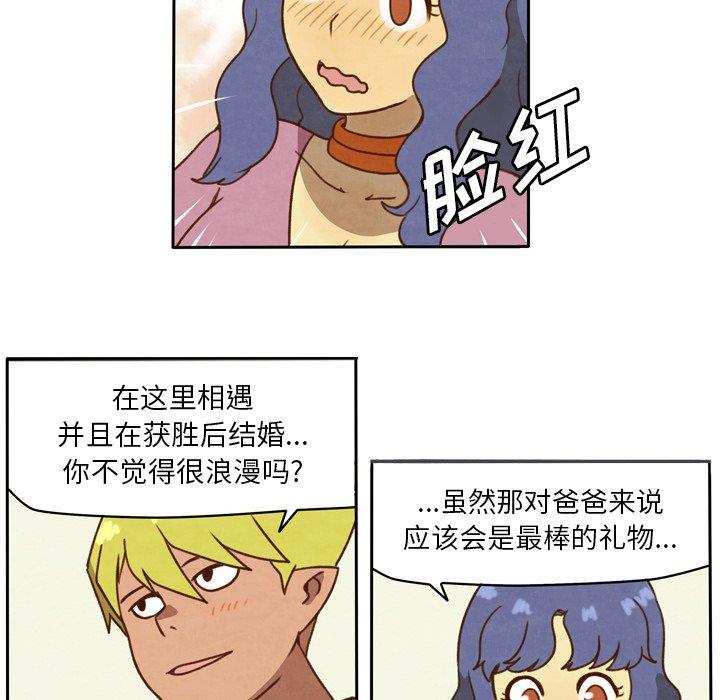 脸红
在这里相遇
并且在获胜后结婚...
你不觉得很浪漫吗?
...虽然那对爸爸来说
应该会是最棒的礼物...